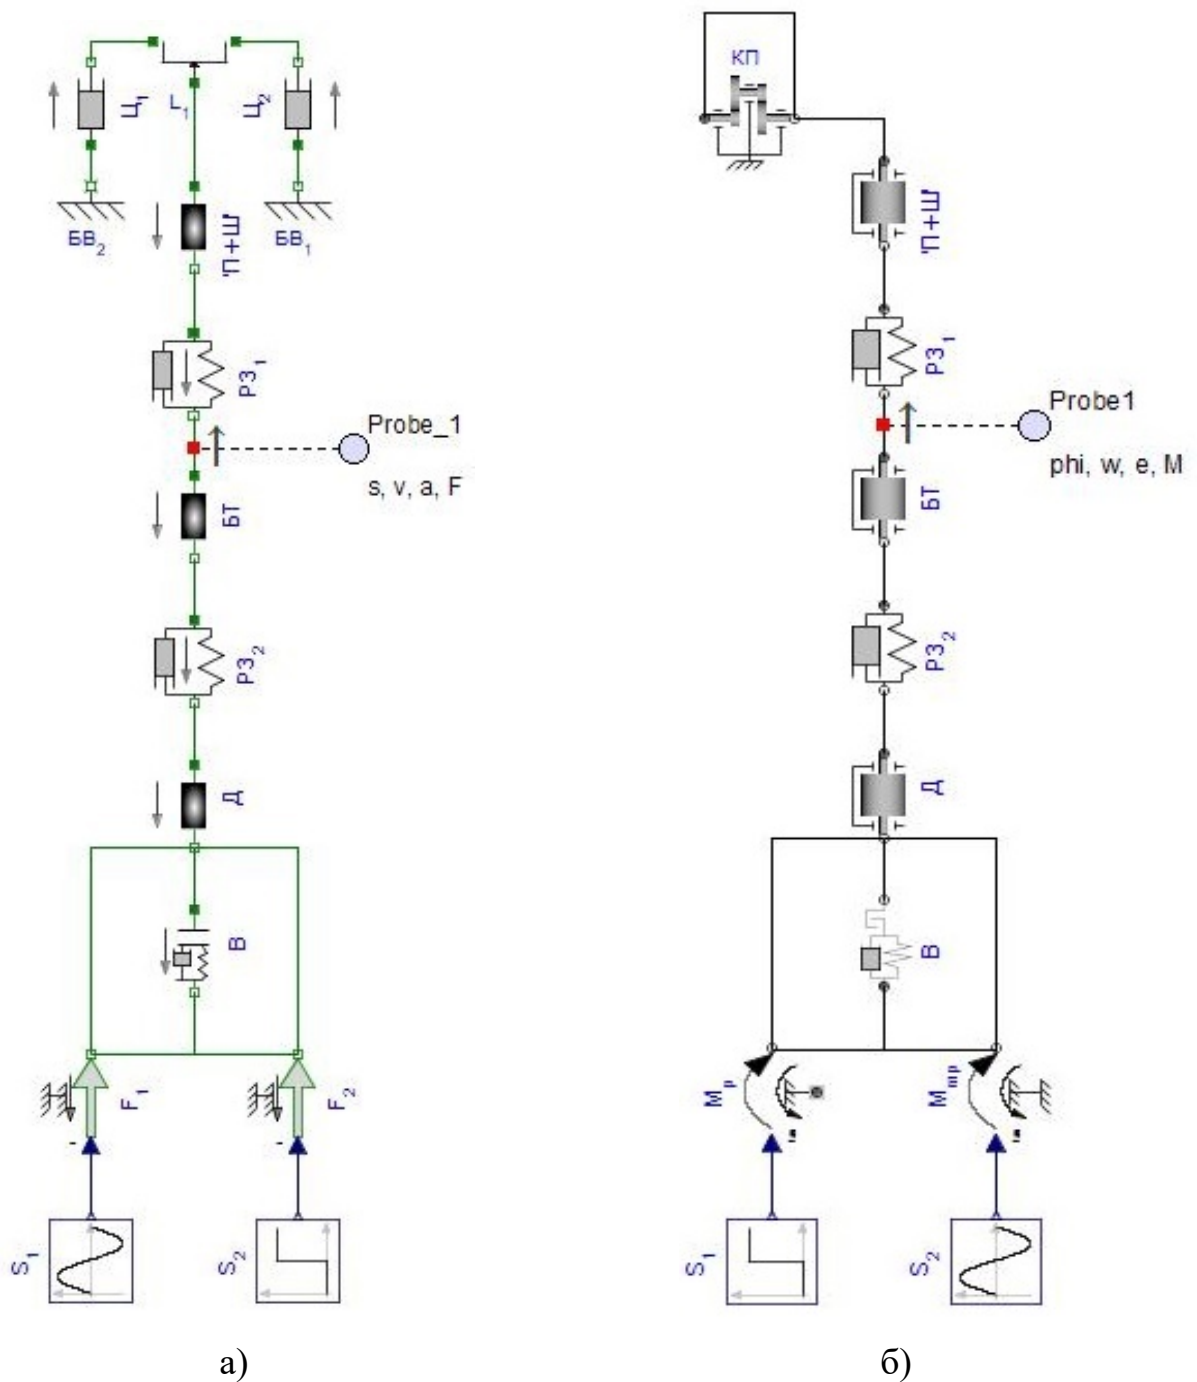 Ц₁
L₁
Ц₂
БВ₂
'П+Ш'
БВ₁
РЗ₁
Probe_1
s, v, a, F
БТ
РЗ₂
Д
В
F₁
F₂
S₁
S₂
а)
КП
'П+Ш'
РЗ₁
Probe1
phi, w, e, M
БТ
РЗ₂
Д
В
Mр
Mтр
S₁
S₂
б)